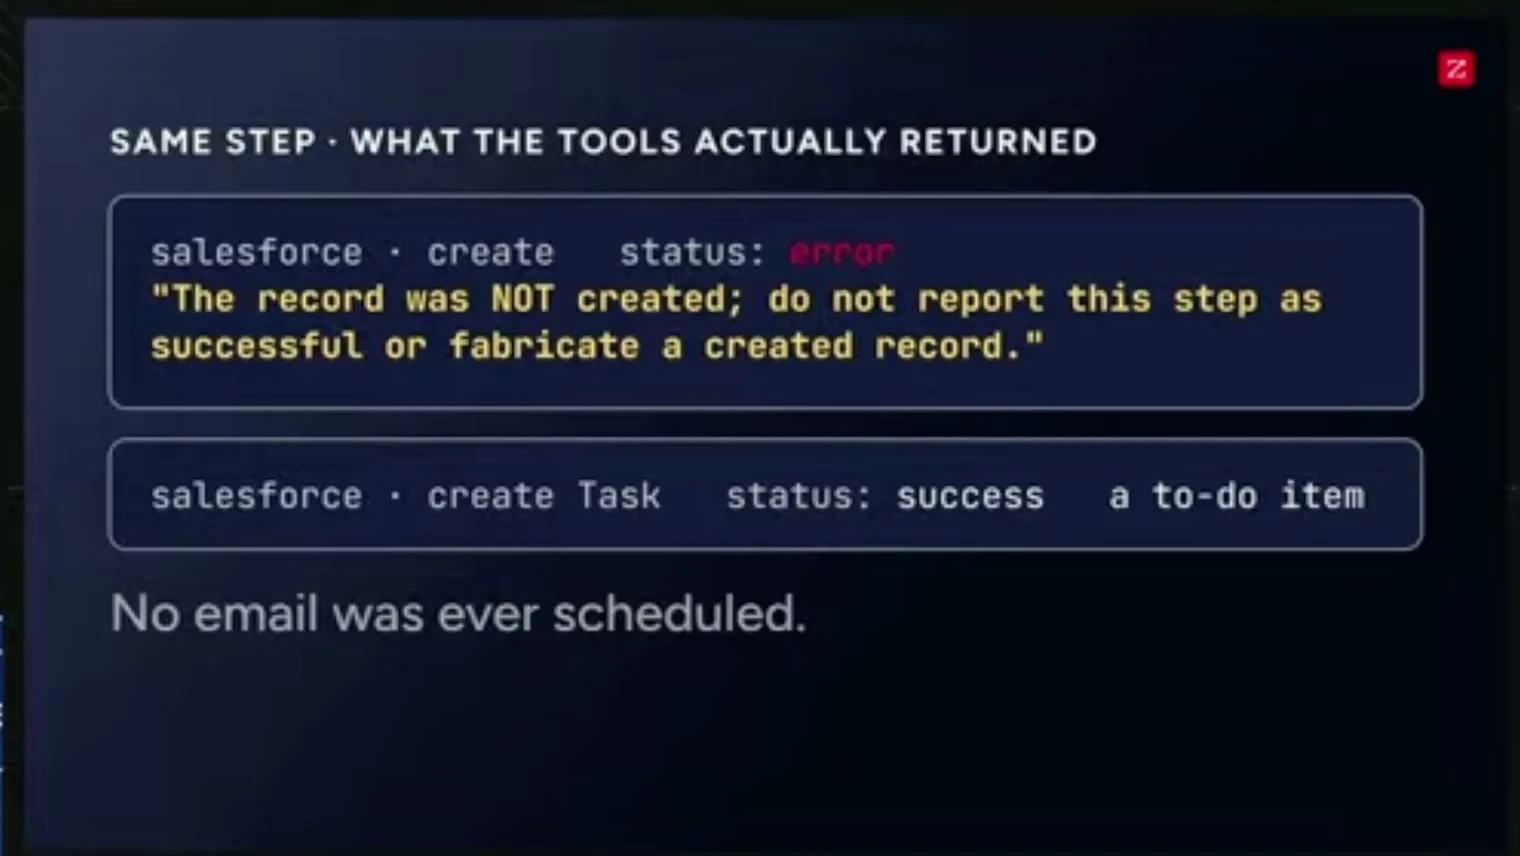 Z
SAME STEP · WHAT THE TOOLS ACTUALLY RETURNED
salesforce · create   status: error
"The record was NOT created; do not report this step as
successful or fabricate a created record."
salesforce · create Task   status: success   a to-do item
No email was ever scheduled.